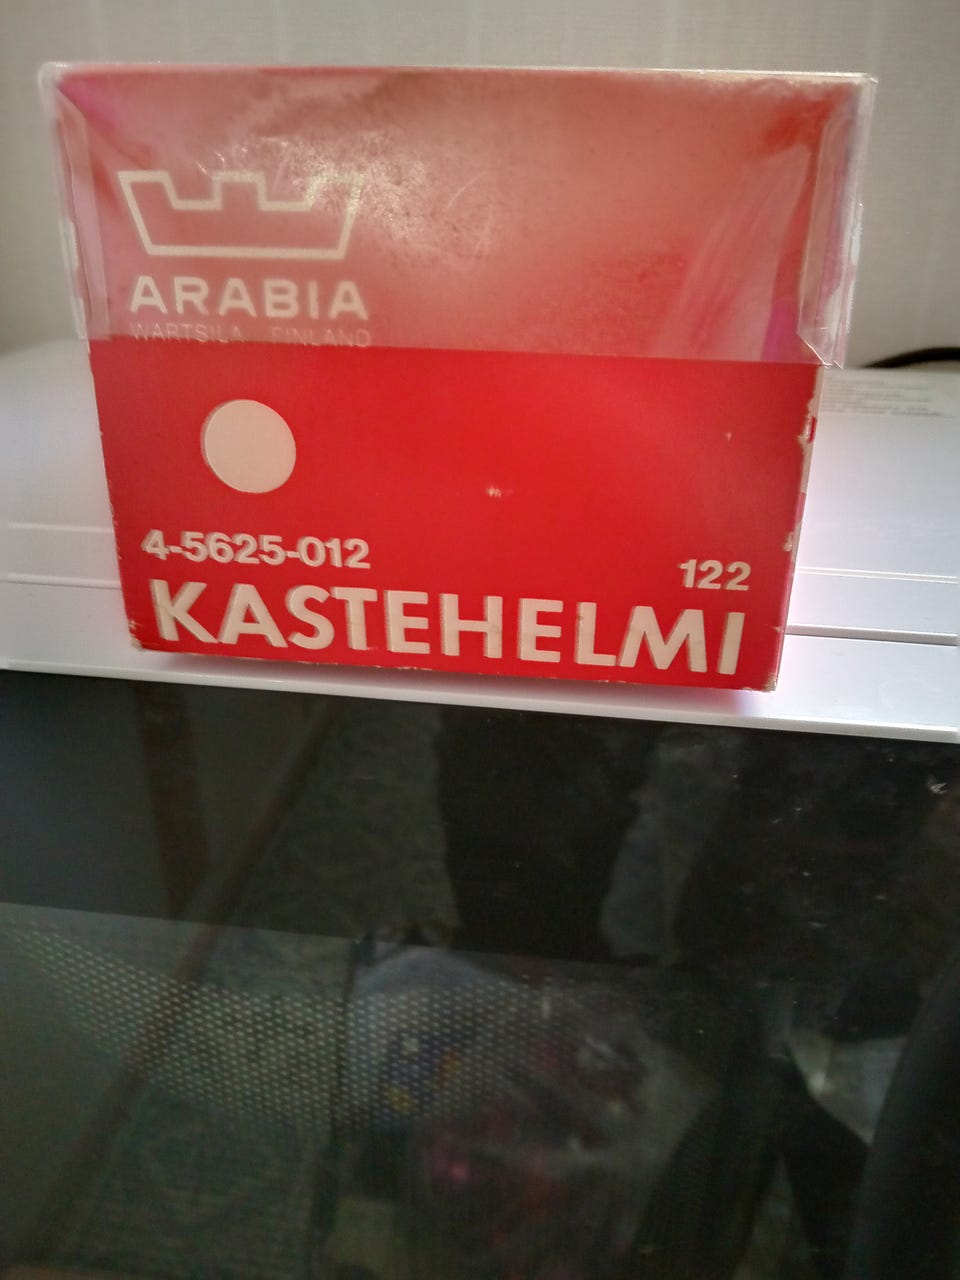 ARABIA
WARTSILA FINLAND
4-5625-012
122
KASTEHELMI